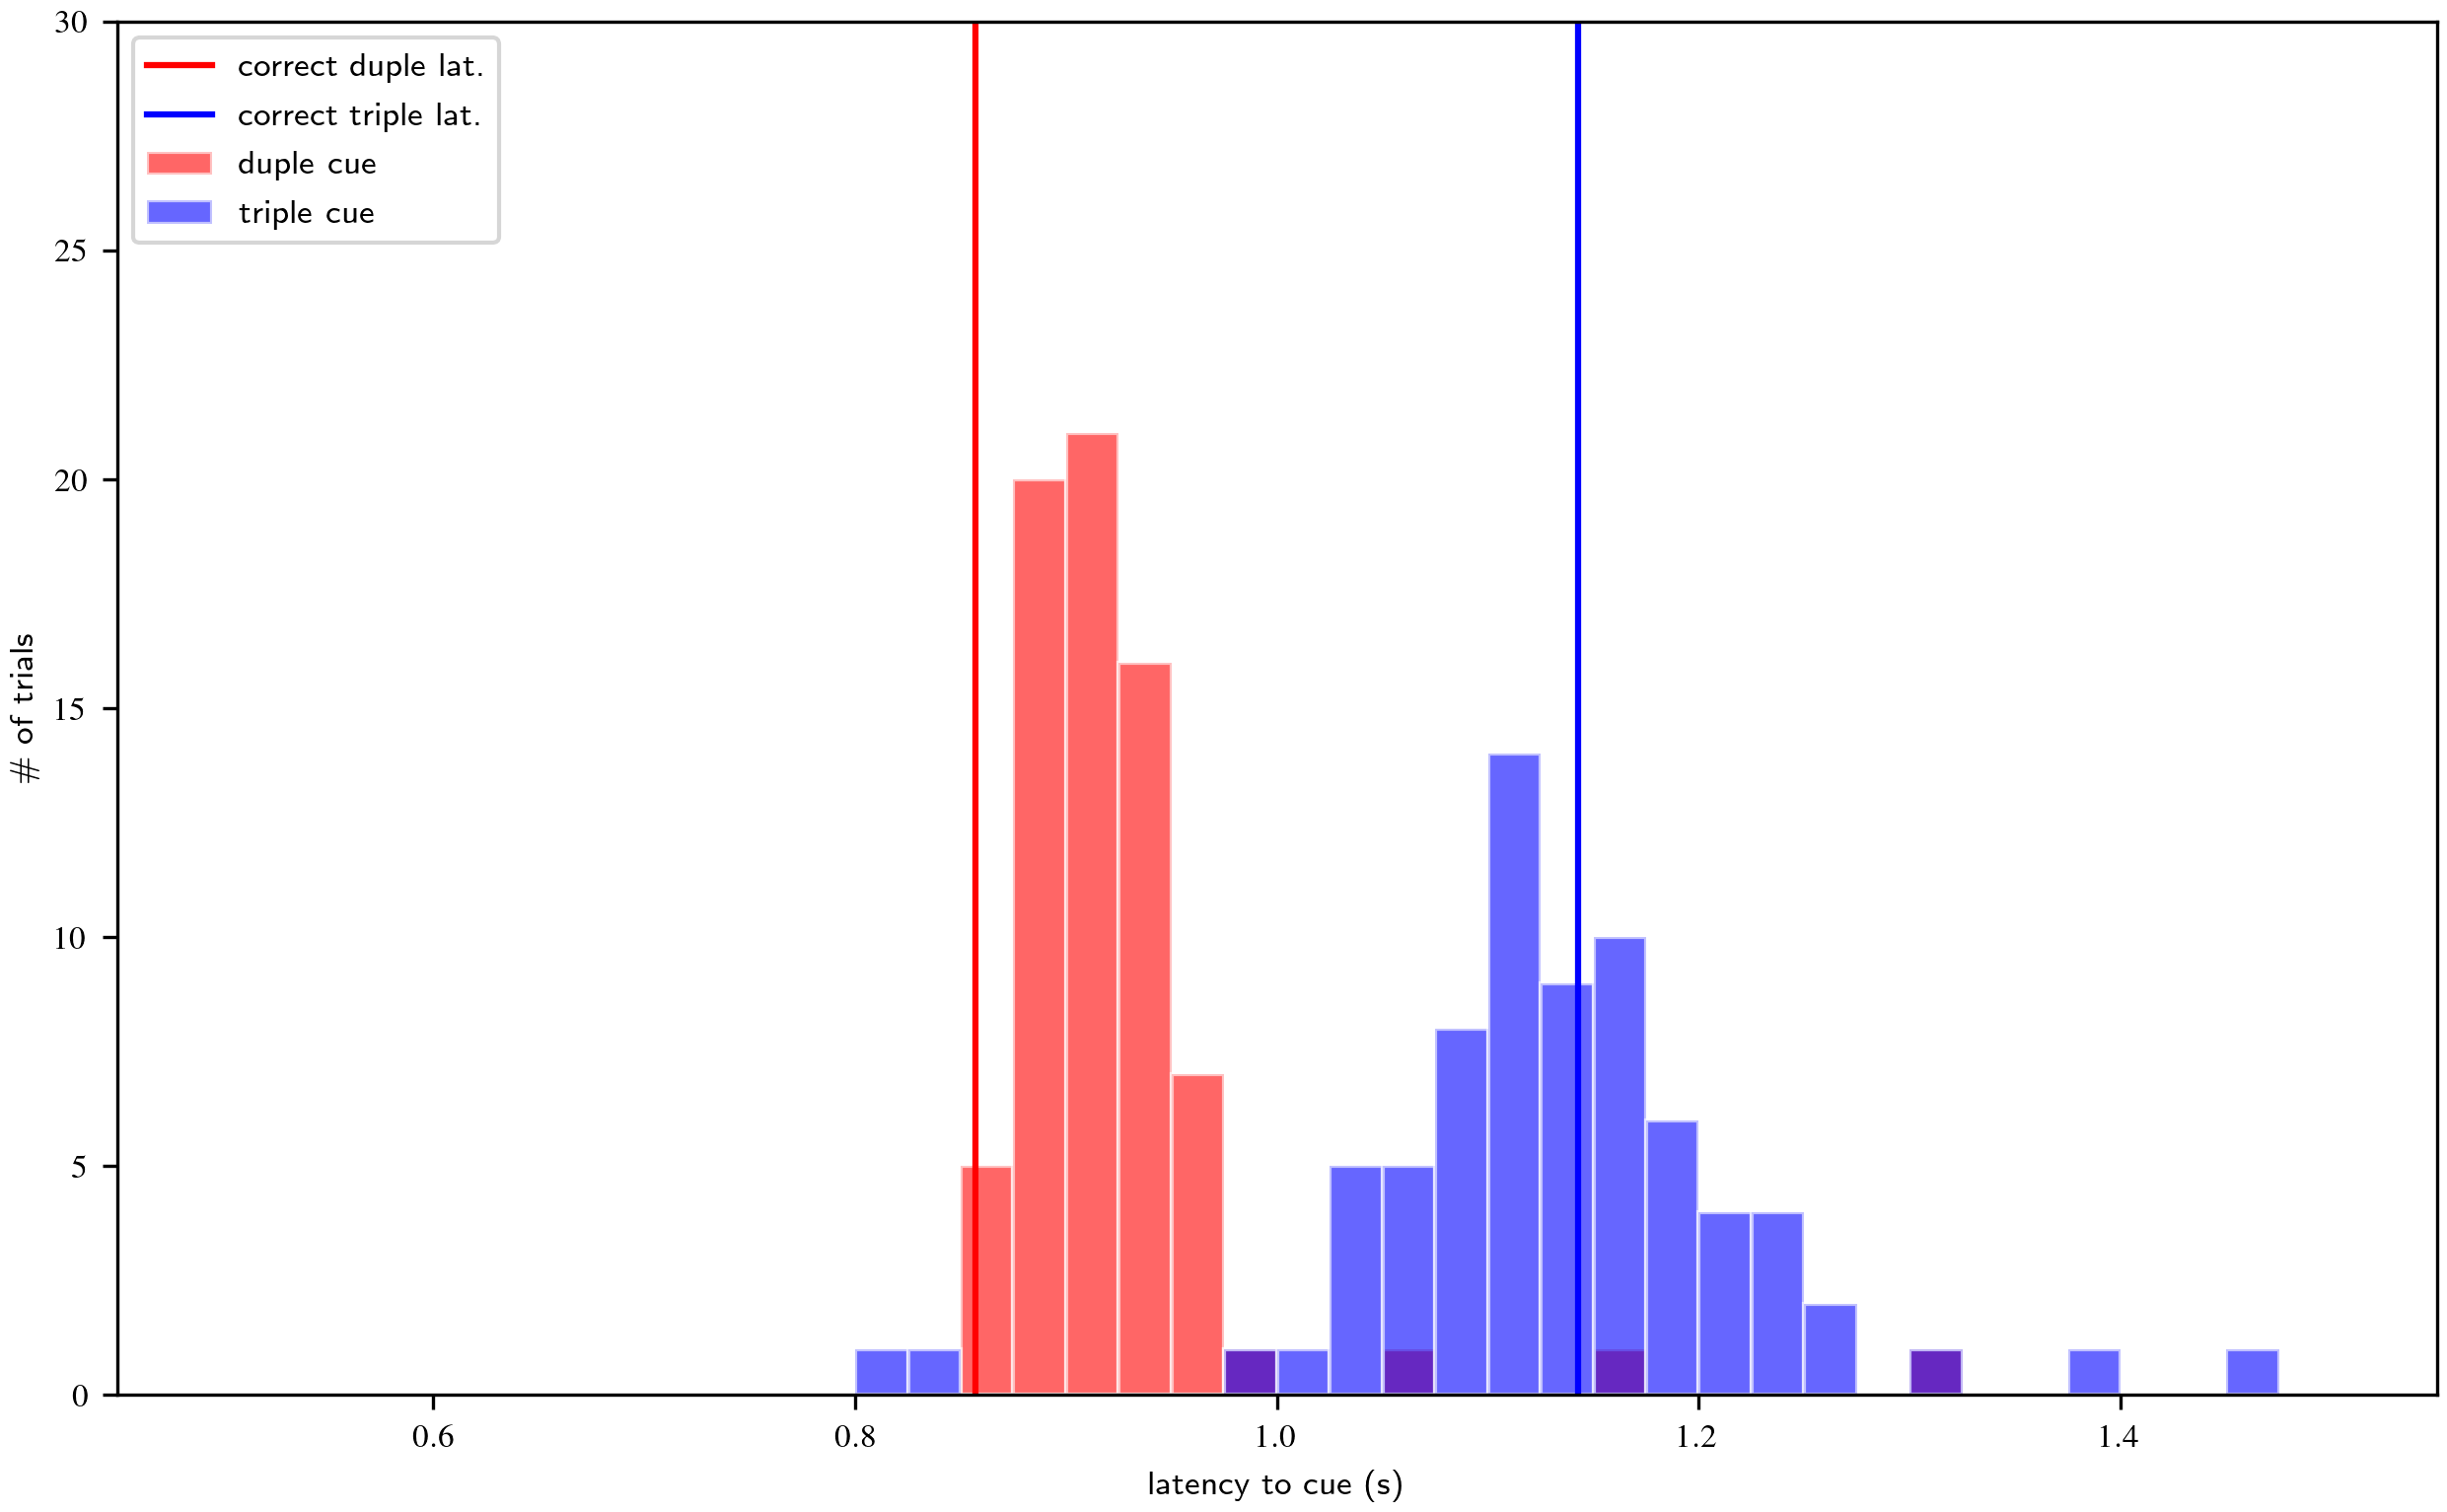 30
25
20
15
10
5
0
# of trials
correct duple lat.
correct triple lat.
duple cue
triple cue
0.6
0.8
1.0
1.2
1.4
latency to cue (s)